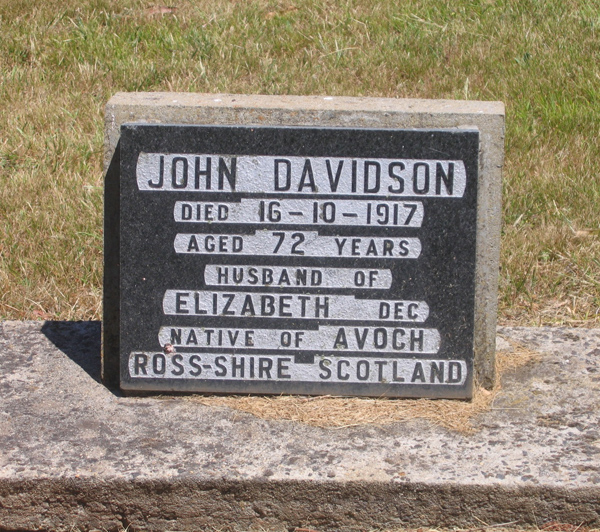 JOHN DAVIDSON
DIED 16-10-1917
AGED 72 YEARS
HUSBAND OF
ELIZABETH DEC
NATIVE OF AVOCH
ROSS-SHIRE SCOTLAND